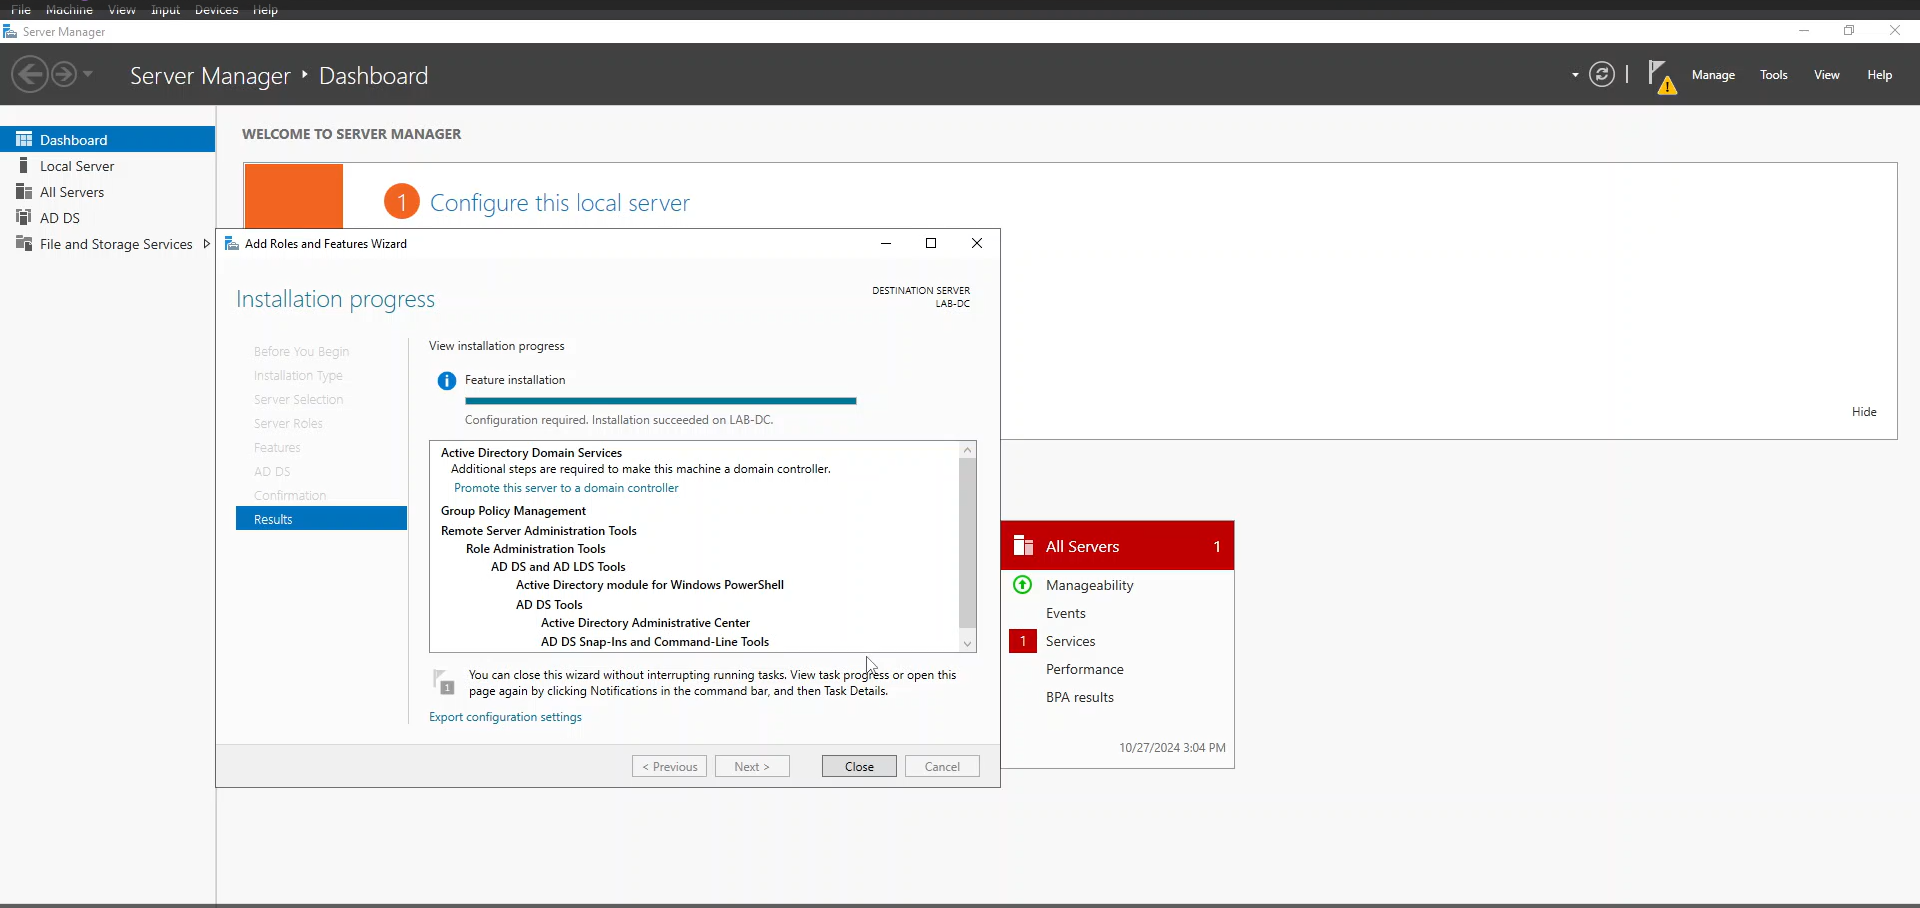 File Machine View Input Devices Help
Server Manager
Server Manager Dashboard
Manage Tools View Help
Dashboard
Local Server
All Servers
AD DS
File and Storage Services
WELCOME TO SERVER MANAGER
1 Configure this local server
Hide
Add Roles and Features Wizard
Installation progress
DESTINATION SERVER
LAB-DC
Before You Begin
Installation Type
Server Selection
Server Roles
Features
AD DS
Confirmation
Results
View installation progress
Feature installation
Configuration required. Installation succeeded on LAB-DC.
Active Directory Domain Services
Additional steps are required to make this machine a domain controller.
Promote this server to a domain controller
Group Policy Management
Remote Server Administration Tools
Role Administration Tools
AD DS and AD LDS Tools
Active Directory module for Windows PowerShell
AD DS Tools
Active Directory Administrative Center
AD DS Snap-Ins and Command-Line Tools
1
You can close this wizard without interrupting running tasks. View task progress or open this
page again by clicking Notifications in the command bar, and then Task Details.
Export configuration settings
< Previous Next > Close Cancel
All Servers 1
Manageability
Events
1 Services
Performance
BPA results
10/27/2024 3:04 PM